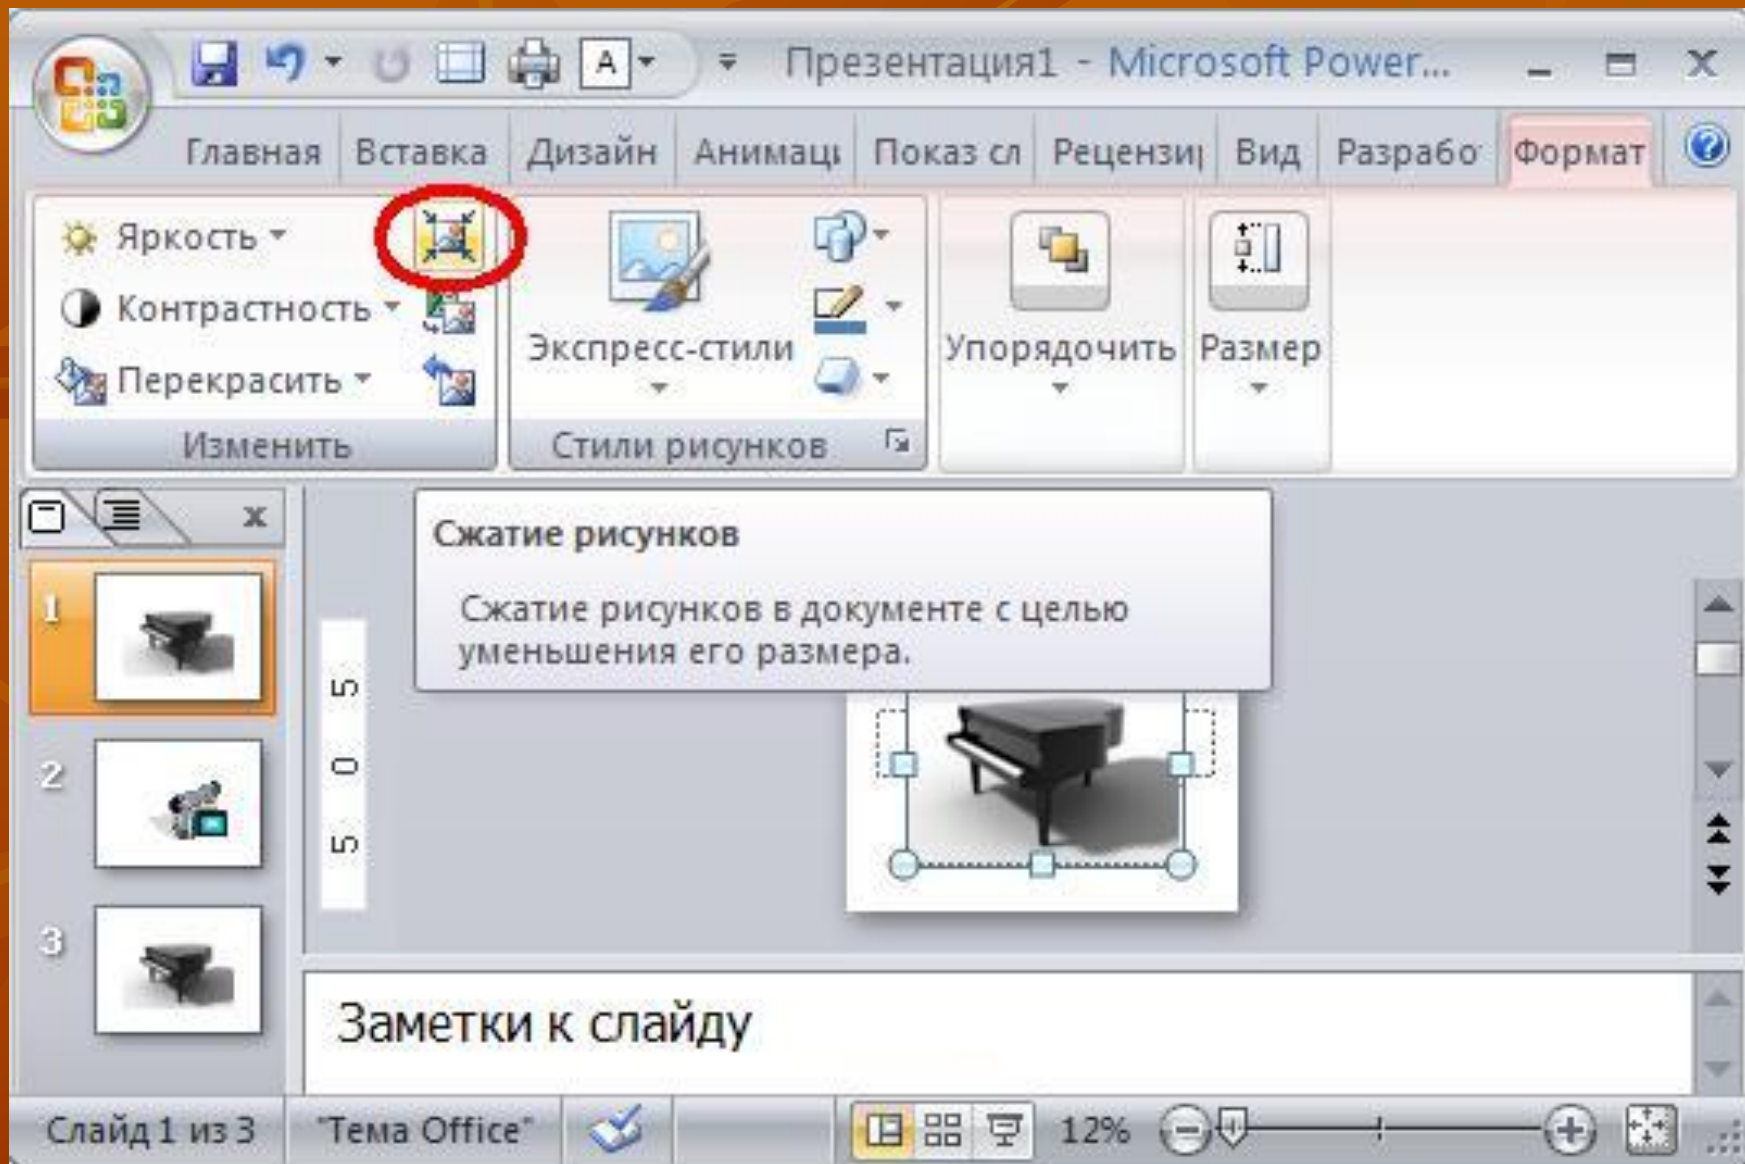 A
Презентация1 - Microsoft Power...
Главная Вставка Дизайн Анимаци Показ сл Рецензи Вид Разрабо Формат
Яркость
Контрастность
Перекрасить
Экспресс-стили
Упорядочить
Размер
Изменить
Стили рисунков
Сжатие рисунков
Сжатие рисунков в документе с целью
уменьшения его размера.
1
2
3
5
0
5
Заметки к слайду
Слайд 1 из 3 "Тема Office" 12%